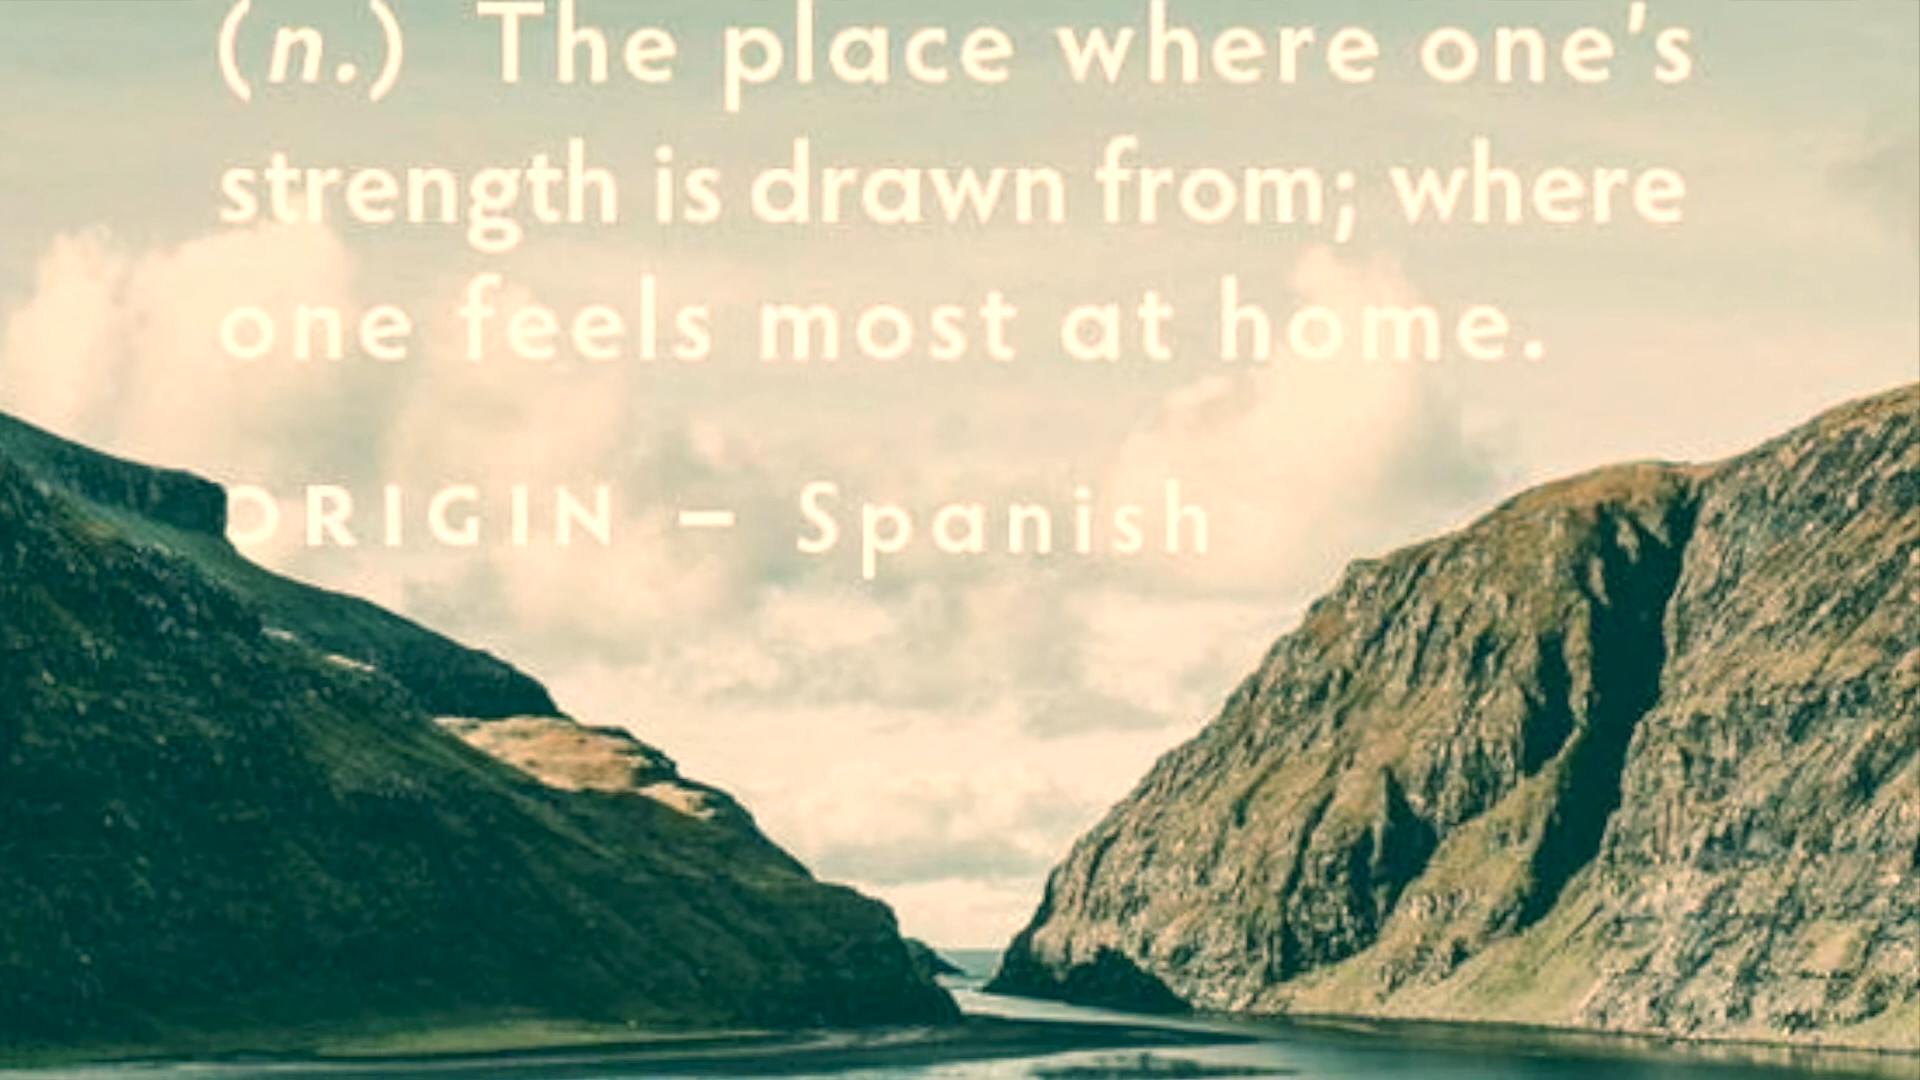 (n.) The place where one's
strength is drawn from; where
one feels most at home.
ORIGIN – Spanish